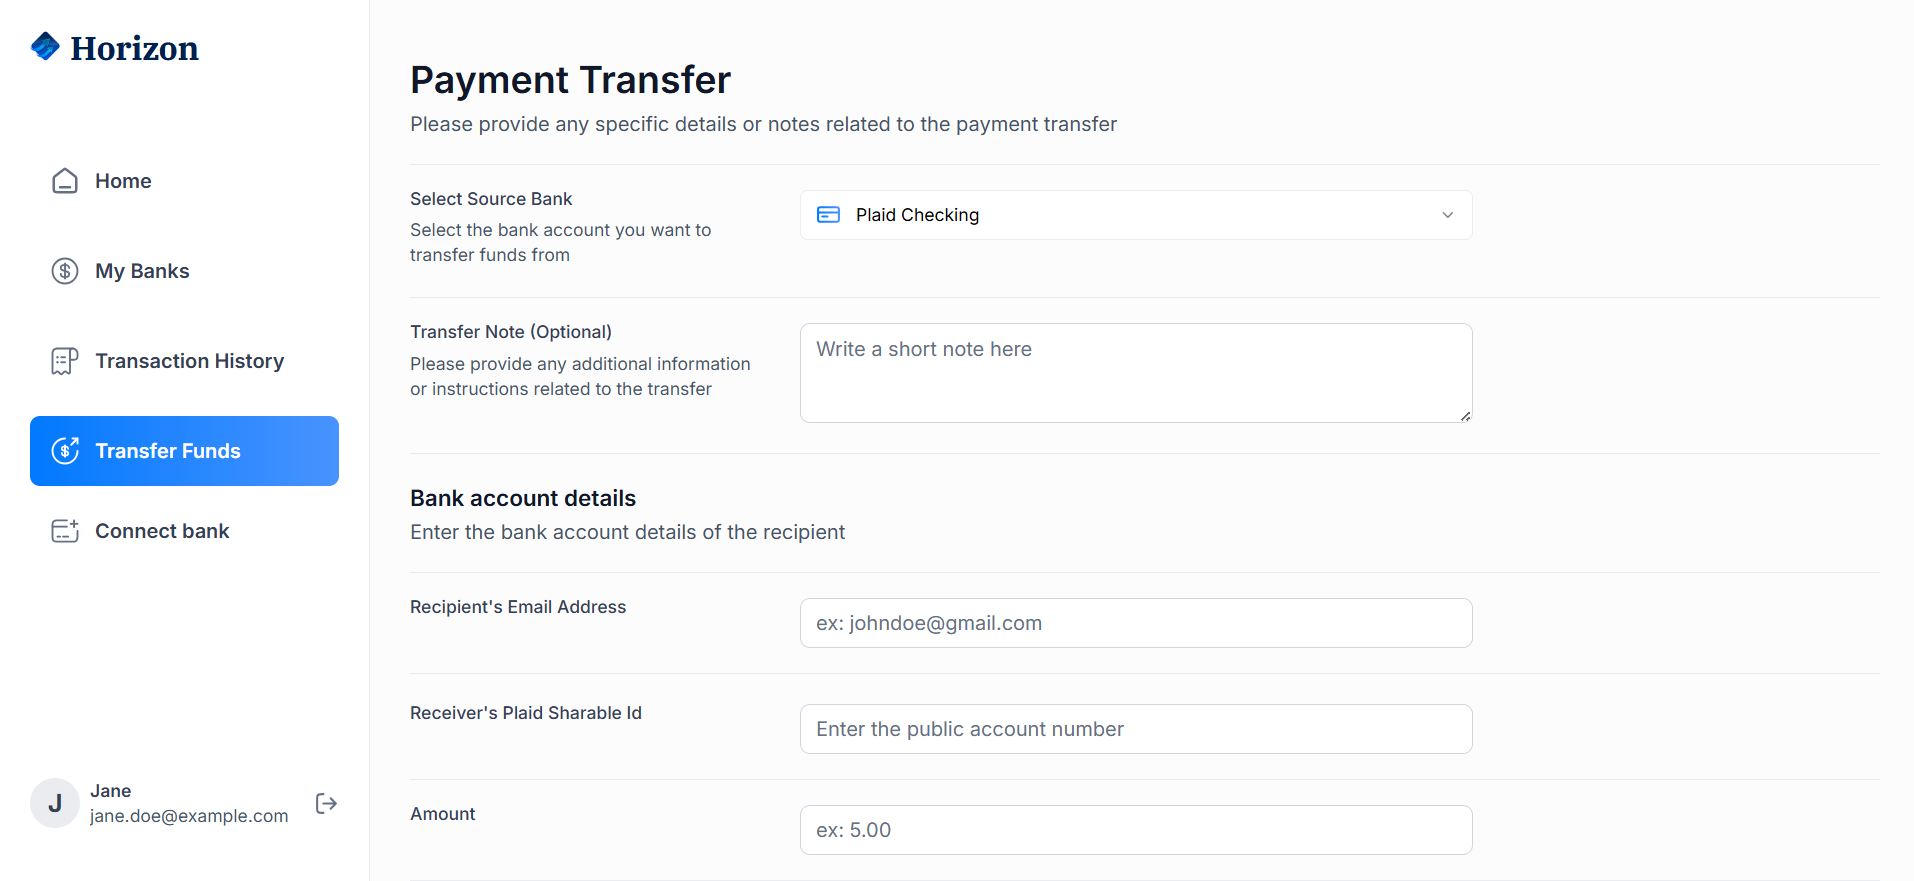 Horizon
Home
My Banks
Transaction History
Transfer Funds
Connect bank
J
Jane
jane.doe@example.com
Payment Transfer
Please provide any specific details or notes related to the payment transfer
Select Source Bank
Select the bank account you want to
transfer funds from
Plaid Checking
Transfer Note (Optional)
Please provide any additional information
or instructions related to the transfer
Write a short note here
Bank account details
Enter the bank account details of the recipient
Recipient's Email Address
ex: johndoe@gmail.com
Receiver's Plaid Sharable Id
Enter the public account number
Amount
ex: 5.00